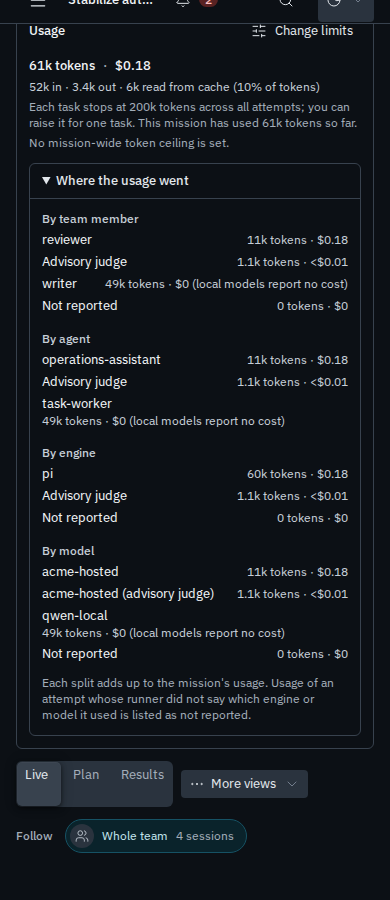 Stabilize aut...
2
Usage
Change limits
61k tokens · $0.18
52k in · 3.4k out · 6k read from cache (10% of tokens)
Each task stops at 200k tokens across all attempts; you can
raise it for one task. This mission has used 61k tokens so far.
No mission-wide token ceiling is set.
▼ Where the usage went
By team member
reviewer 11k tokens · $0.18
Advisory judge 1.1k tokens · <$0.01
writer 49k tokens · $0 (local models report no cost)
Not reported 0 tokens · $0
By agent
operations-assistant 11k tokens · $0.18
Advisory judge 1.1k tokens · <$0.01
task-worker
49k tokens · $0 (local models report no cost)
By engine
pi 60k tokens · $0.18
Advisory judge 1.1k tokens · <$0.01
Not reported 0 tokens · $0
By model
acme-hosted 11k tokens · $0.18
acme-hosted (advisory judge) 1.1k tokens · <$0.01
qwen-local
49k tokens · $0 (local models report no cost)
Not reported 0 tokens · $0
Each split adds up to the mission's usage. Usage of an
attempt whose runner did not say which engine or
model it used is listed as not reported.
Live Plan Results ··· More views
Follow Whole team 4 sessions